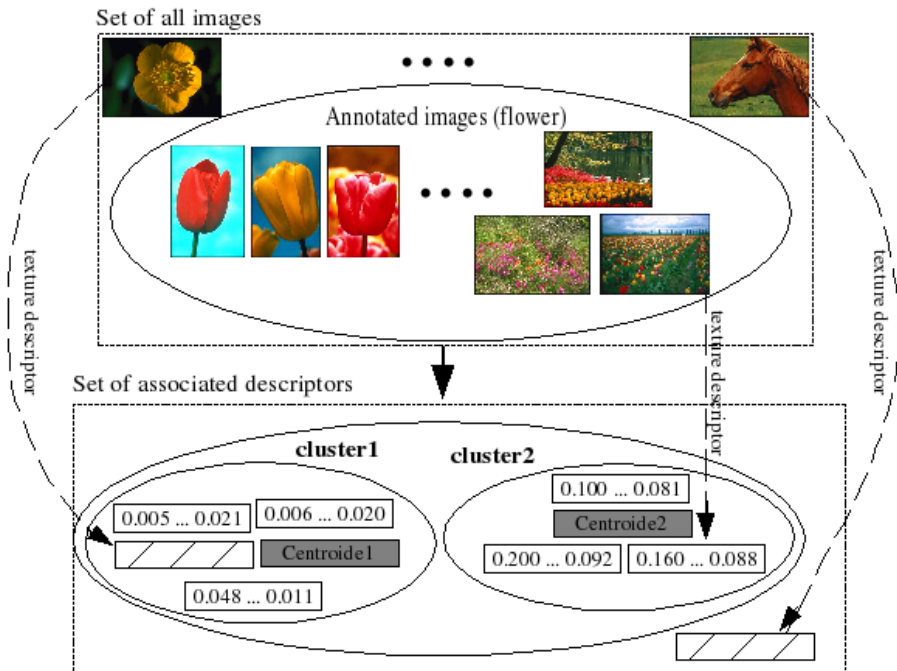 Set of all images
Annotated images (flower)
texture descriptor
texture descriptor
texture descriptor
Set of associated descriptors
cluster1
cluster2
0.005 ... 0.021
0.006 ... 0.020
Centroide1
0.048 ... 0.011
0.100 ... 0.081
Centroide2
0.200 ... 0.092
0.160 ... 0.088